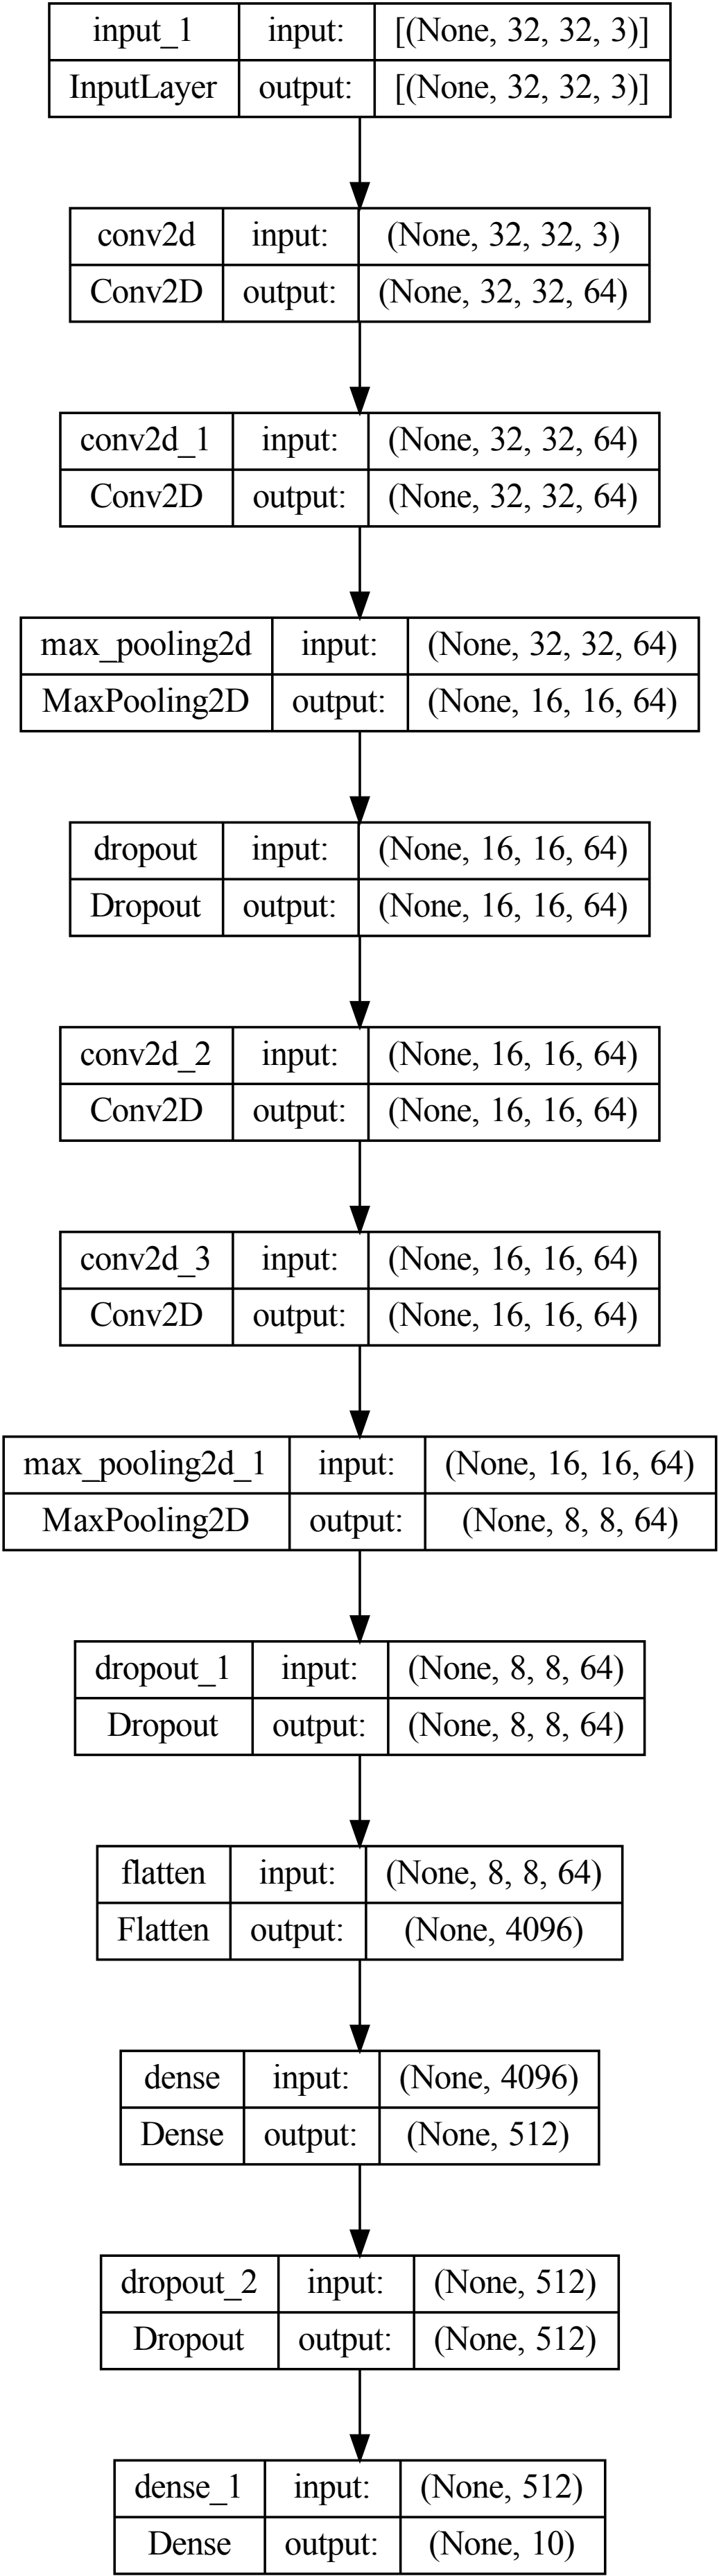 input_1 input: [(None, 32, 32, 3)]
InputLayer output: [(None, 32, 32, 3)]
conv2d input: (None, 32, 32, 3)
Conv2D output: (None, 32, 32, 64)
conv2d_1 input: (None, 32, 32, 64)
Conv2D output: (None, 32, 32, 64)
max_pooling2d input: (None, 32, 32, 64)
MaxPooling2D output: (None, 16, 16, 64)
dropout input: (None, 16, 16, 64)
Dropout output: (None, 16, 16, 64)
conv2d_2 input: (None, 16, 16, 64)
Conv2D output: (None, 16, 16, 64)
conv2d_3 input: (None, 16, 16, 64)
Conv2D output: (None, 16, 16, 64)
max_pooling2d_1 input: (None, 16, 16, 64)
MaxPooling2D output: (None, 8, 8, 64)
dropout_1 input: (None, 8, 8, 64)
Dropout output: (None, 8, 8, 64)
flatten input: (None, 8, 8, 64)
Flatten output: (None, 4096)
dense input: (None, 4096)
Dense output: (None, 512)
dropout_2 input: (None, 512)
Dropout output: (None, 512)
dense_1 input: (None, 512)
Dense output: (None, 10)